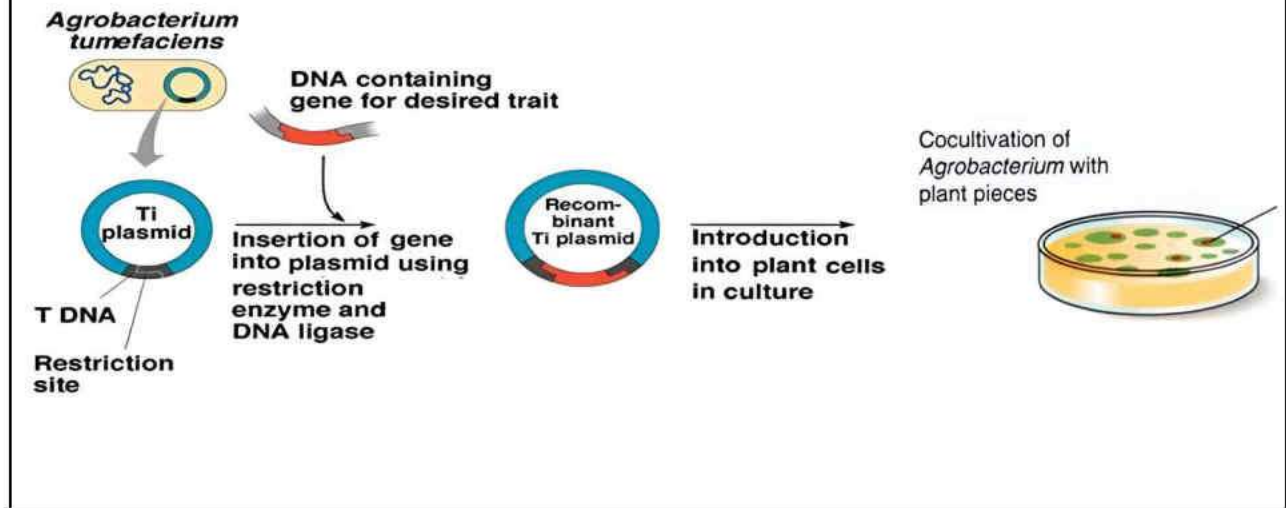 Agrobacterium
tumefaciens
DNA containing
gene for desired trait
Ti
plasmid
T DNA
Restriction
site
Insertion of gene
into plasmid using
restriction
enzyme and
DNA ligase
Recom-
binant
Ti plasmid
Introduction
into plant cells
in culture
Cocultivation of
Agrobacterium with
plant pieces